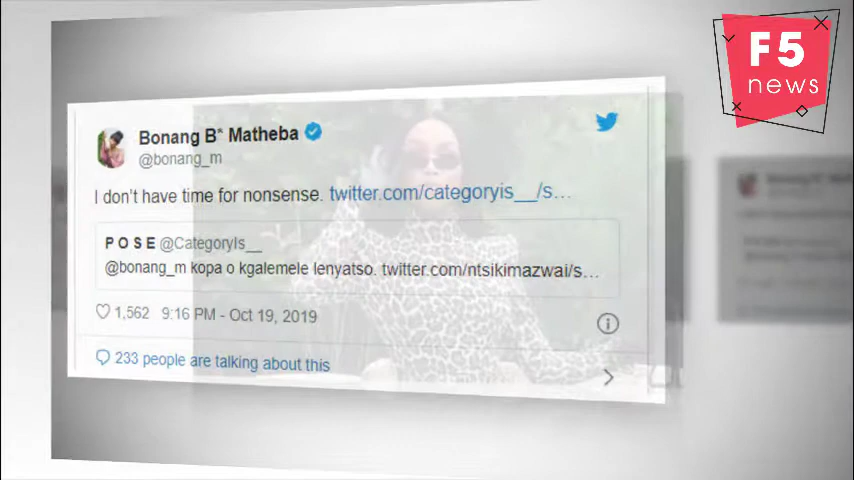 F5
news
Bonang B* Matheba
@bonang_m
I don't have time for nonsense. twitter.com/categoryis__/s...
P O S E @CategoryIs__
@bonang_m kopa o kgalemele lenyatso. twitter.com/ntsikimazwai/s...
1,562 9:16 PM - Oct 19, 2019
233 people are talking about this